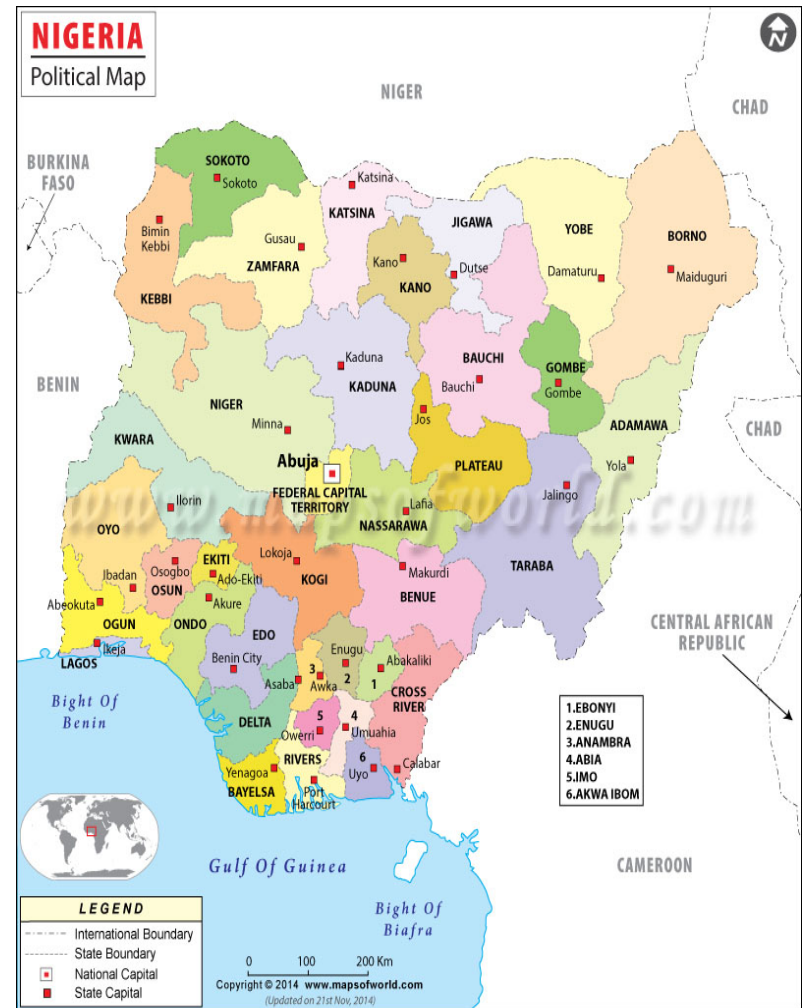 NIGERIA
Political Map
N
NIGER
CHAD
BURKINA
FASO
SOKOTO
Sokoto
Katsina
KATSINA
JIGAWA
YOBE
BORNO
Bimin
Kebbi
Gusau
ZAMFARA
Kano
KANO
Dutse
Damaturu
Maiduguri
KEBBI
BENIN
Kaduna
KADUNA
BAUCHI
Bauchi
GOMBE
Gombe
NIGER
Minna
Jos
ADAMAWA
CHAD
KWARA
Abuja
FEDERAL CAPITAL
TERRITORY
PLATEAU
Yola
Jalingo
www.mapsofworld.com
Ilorin
Lafia
NASSARAWA
OYO
TARABA
Ibadan
Osogbo
OSUN
EKITI
Ado-Ekiti
Lokoja
KOGI
Makurdi
BENUE
Abeokuta
OGUN
ONDO
Akure
EDO
Benin City
LAGOS
Ikeja
CENTRAL AFRICAN
REPUBLIC
Bight Of
Benin
Asaba
3
Awka
Enugu
2
Abakaliki
1
CROSS
RIVER
DELTA
5
Owerri
4
Umuahia
1.EBONYI
2.ENUGU
3.ANAMBRA
4.ABIA
5.IMO
6.AKWA IBOM
Yenagoa
BAYELSA
RIVERS
Port
Harcourt
6
Uyo
Calabar
Gulf Of Guinea
CAMEROON
Bight Of
Biafra
LEGEND
International Boundary
State Boundary
National Capital
State Capital
0 100 200 Km
Copyright © 2014 www.mapsofworld.com
(Updated on 21st Nov, 2014)